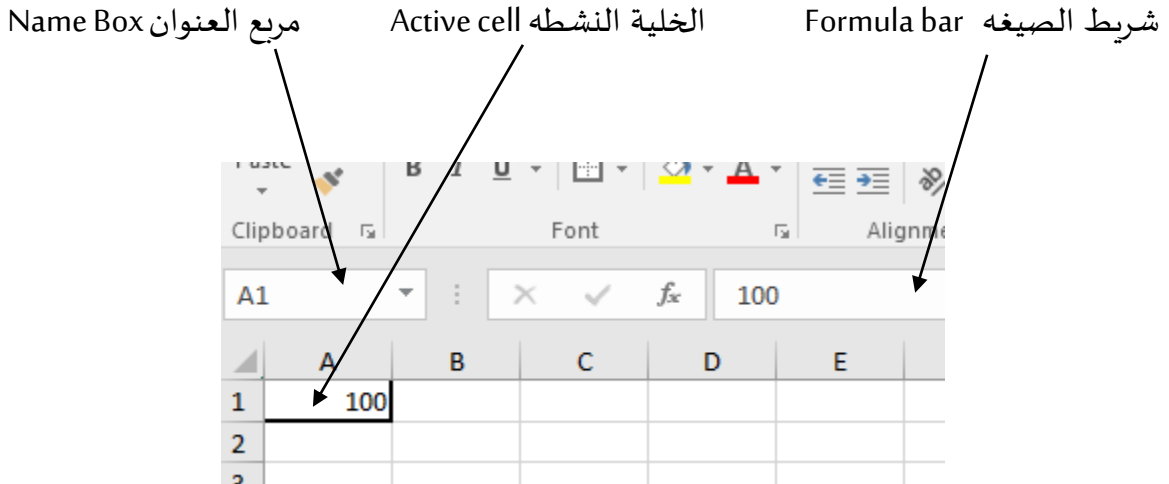 مربع العنوان Name Box
الخلية النشطه Active cell
شريط الصيغه Formula bar
B I U A
Clipboard Font
A1 fx 100
A B C D E
1 100
2